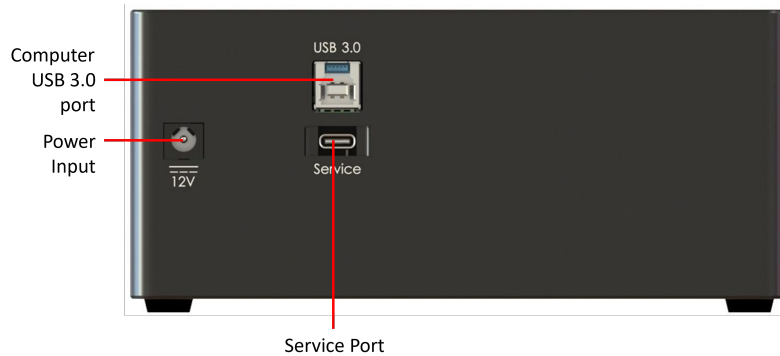 USB 3.0
Computer
USB 3.0
port
Power
Input
12V
Service
Service Port